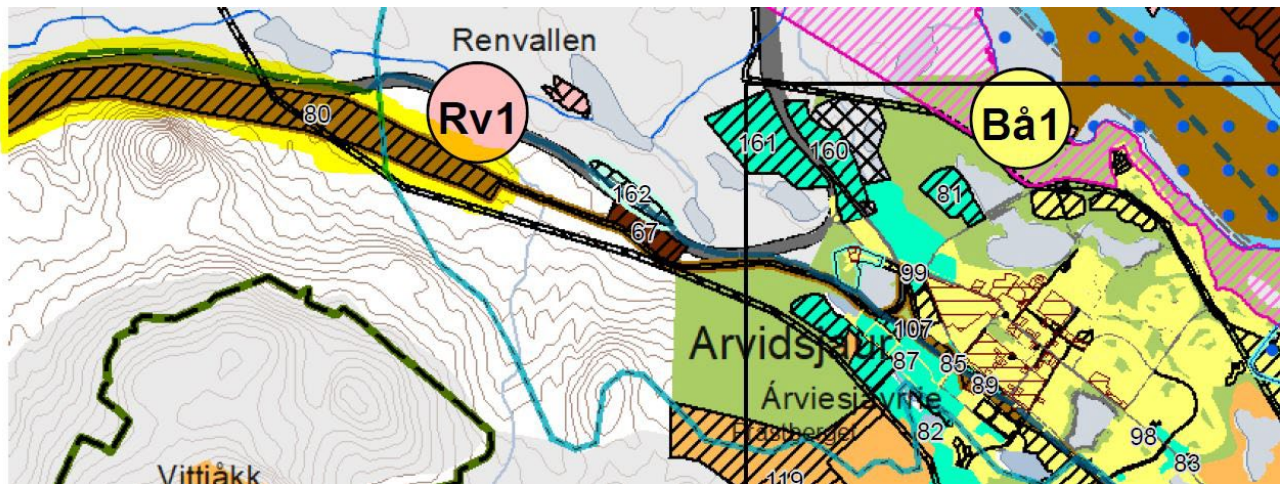 Renvallen
80
Rv1
Bå1
161
160
81
162
67
99
107
Arvidsjaur
87
85
89
Árviesjávrrie
Prästberget
82
98
83
119
Vittjåkk